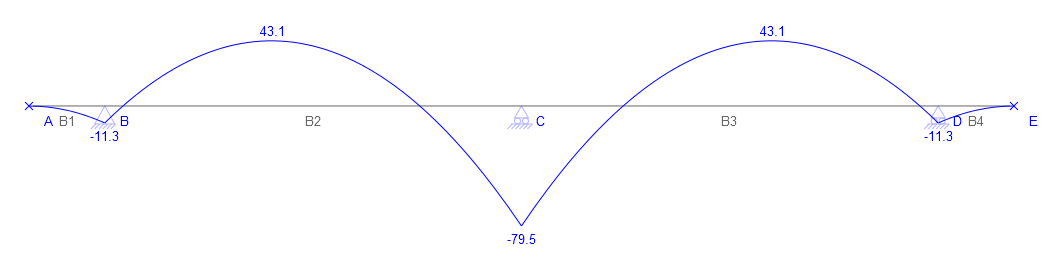 43.1 43.1
A B1 B B2 C B3 D B4 E
-11.3 -11.3
-79.5